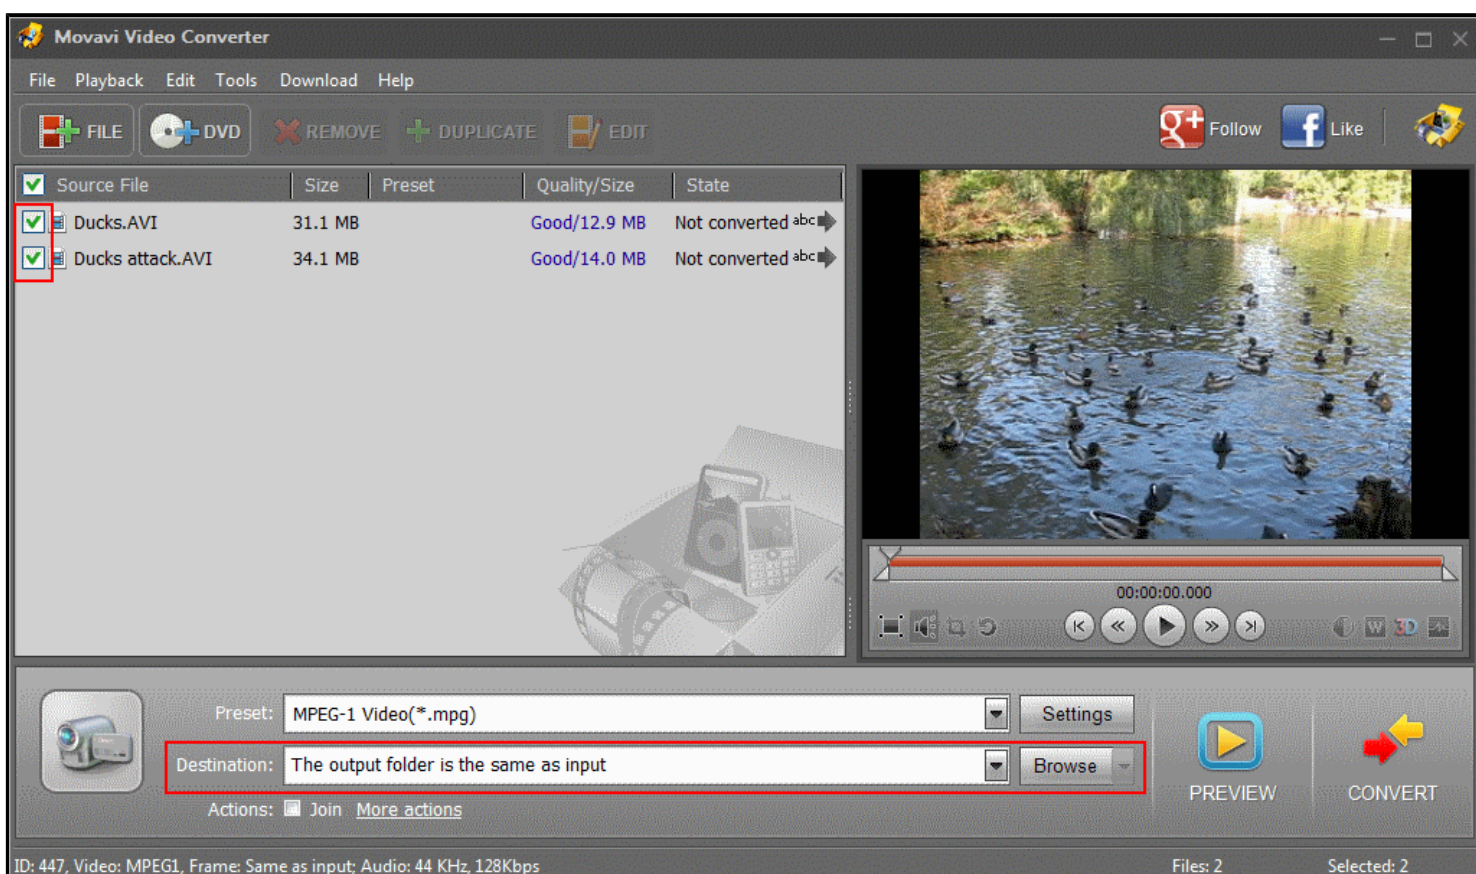 Movavi Video Converter
File Playback Edit Tools Download Help
FILE DVD REMOVE DUPLICATE EDIT
g+ Follow f Like
Source File Size Preset Quality/Size State
Ducks.AVI 31.1 MB Good/12.9 MB Not converted abc
Ducks attack.AVI 34.1 MB Good/14.0 MB Not converted abc
00:00:00.000
W 3D
Preset: MPEG-1 Video(*.mpg) Settings
Destination: The output folder is the same as input Browse
Actions: Join More actions
PREVIEW CONVERT
ID: 447, Video: MPEG1, Frame: Same as input; Audio: 44 KHz, 128Kbps Files: 2 Selected: 2